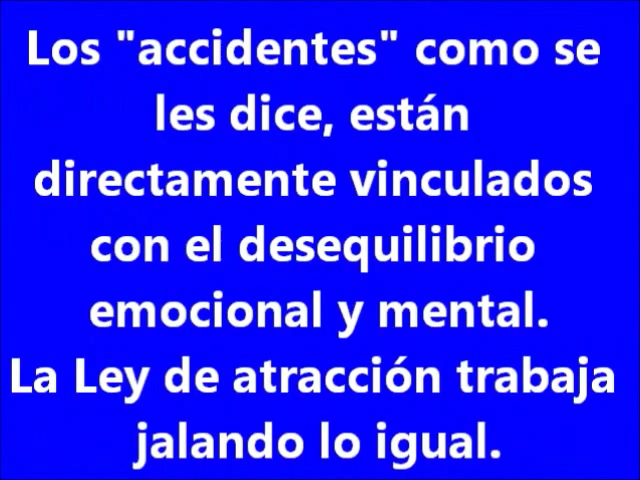 Los "accidentes" como se
les dice, están
directamente vinculados
con el desequilibrio
emocional y mental.
La Ley de atracción trabaja
jalando lo igual.